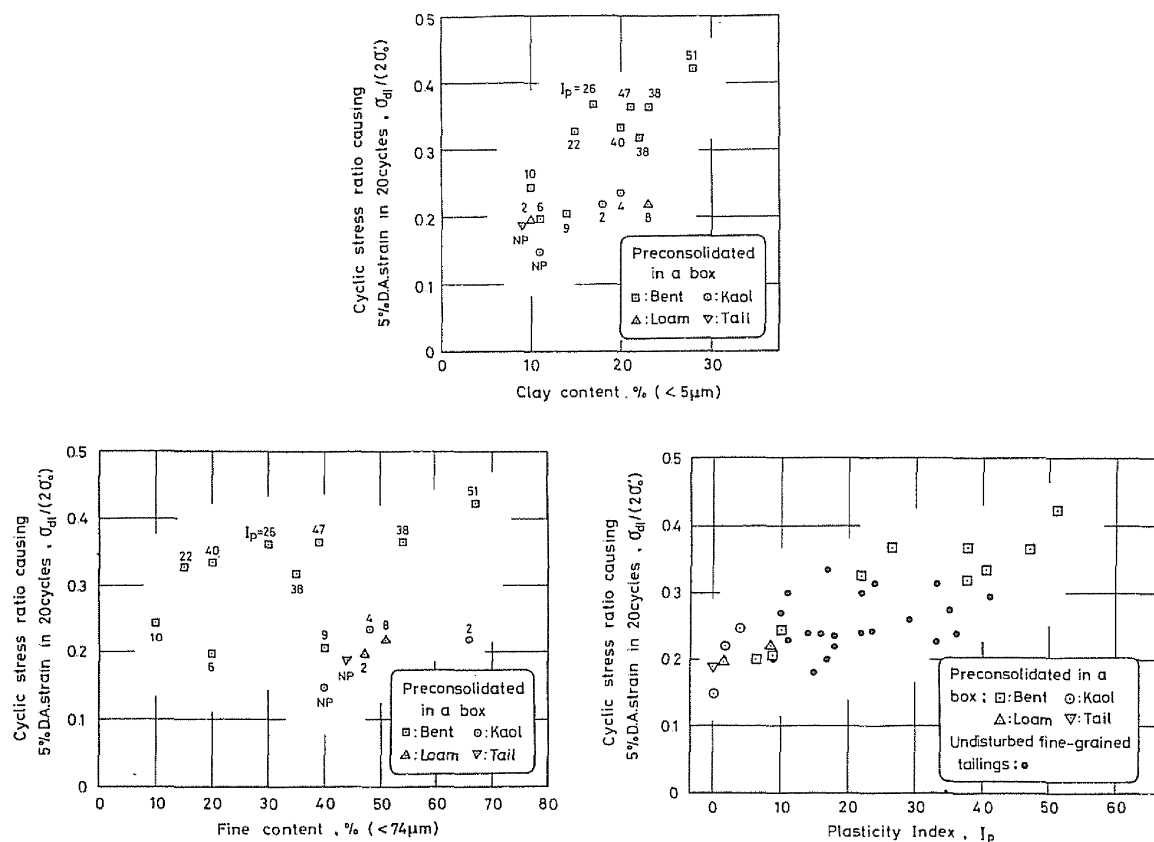 Cyclic stress ratio causing
5%D.A.strain in 20cycles , σdl/(2σ'o)
0.5
0.4
0.3
0.2
0.1
0
51
Ip=26
47
38
22
40
38
10
2
6
9
2
4
8
NP
NP
Preconsolidated
in a box
⊡:Bent ⊙:Kaol
△:Loam ▽:Tail
0
10
20
30
Clay content , % (<5μm)
Cyclic stress ratio causing
5%D.A.strain in 20cycles , σdl/(2σ'o)
0.5
0.4
0.3
0.2
0.1
0
51
22
40
Ip=26
47
38
38
10
6
9
4
8
2
2
NP
NP
Preconsolidated
in a box
⊡:Bent ⊙:Kaol
△:Loam ▽:Tail
0
10
20
30
40
50
60
70
80
Fine content , % (<74μm)
Cyclic stress ratio causing
5%D.A.strain in 20cycles , σdl/(2σ'o)
0.5
0.4
0.3
0.2
0.1
0
Preconsolidated in a
box ; ⊡:Bent ⊙:Kaol
△:Loam ▽:Tail
Undisturbed fine-grained
tailings : •
0
10
20
30
40
50
60
Plasticity Index , Ip